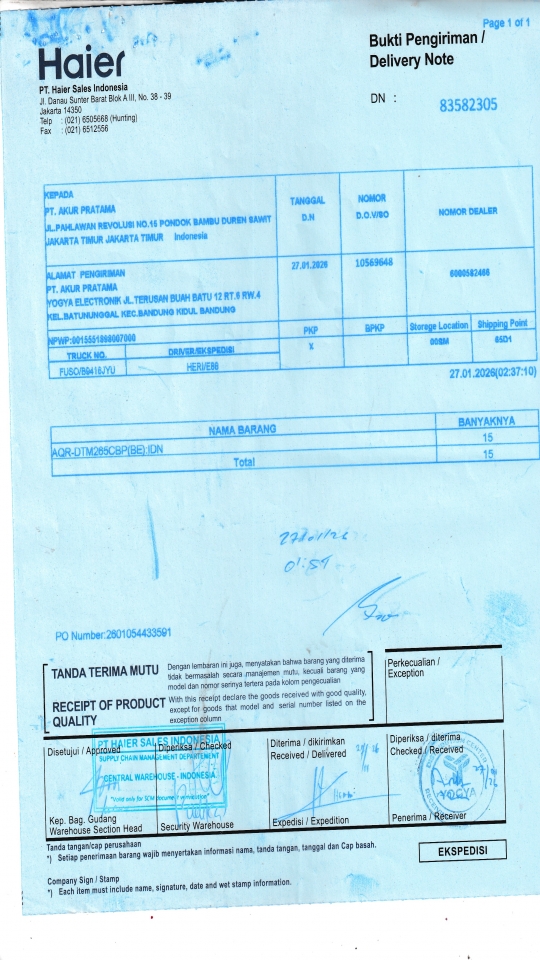 Page 1 of 1
Haier
Bukti Pengiriman /
Delivery Note
PT. Haier Sales Indonesia
Jl. Danau Sunter Barat Blok A III, No. 38 - 39
Jakarta 14350
Telp : (021) 6505668 (Hunting)
Fax : (021) 6512556
DN : 83582305
KEPADA
PT. AKUR PRATAMA
JL.PAHLAWAN REVOLUSI NO.15 PONDOK BAMBU DUREN SAWIT
JAKARTA TIMUR JAKARTA TIMUR Indonesia
TANGGAL
D.N
NOMOR
D.O.V/SO
NOMOR DEALER
ALAMAT PENGIRIMAN
PT. AKUR PRATAMA
YOGYA ELECTRONIK JL.TERUSAN BUAH BATU 12 RT.6 RW.4
KEL.BATUNUNGGAL KEC.BANDUNG KIDUL BANDUNG
27.01.2026
10569648
6000582466
NPWP:0015551898007000
PKP
BPKP
Storege Location
Shipping Point
TRUCK NO.
DRIVER/EKSPEDISI
X
008M
65D1
FUSO/B9416JYU
HERI/E86
27.01.2026(02:37:10)
NAMA BARANG
BANYAKNYA
AQR-DTM265CBP(BE):IDN
15
Total
15
27/01/26
01:59
PO Number:2601054433591
TANDA TERIMA MUTU
Dengan lembaran ini juga, menyatakan bahwa barang yang diterima
tidak bermasalah secara manajemen mutu, kecuali barang yang
model dan nomor serinya tertera pada kolom pengecualian
RECEIPT OF PRODUCT
QUALITY
With this receipt declare the goods received with good quality,
except for goods that model and serial number listed on the
exception column
Perkecualian /
Exception
Disetujui / Approved
Diperiksa / Checked
Diterima / dikirimkan
Received / Delivered
Diperiksa / diterima
Checked / Received
PT HAIER SALES INDONESIA
SUPPLY CHAIN MANAGEMENT DEPARTEMENT
CENTRAL WAREHOUSE - INDONESIA
YOGYA
Kep. Bag. Gudang
Warehouse Section Head
Security Warehouse
Expedisi / Expedition
Penerima / Receiver
Tanda tangan/cap perusahaan
*) Setiap penerimaan barang wajib menyertakan informasi nama, tanda tangan, tanggal dan Cap basah.
EKSPEDISI
Company Sign / Stamp
*) Each item must include name, signature, date and wet stamp information.